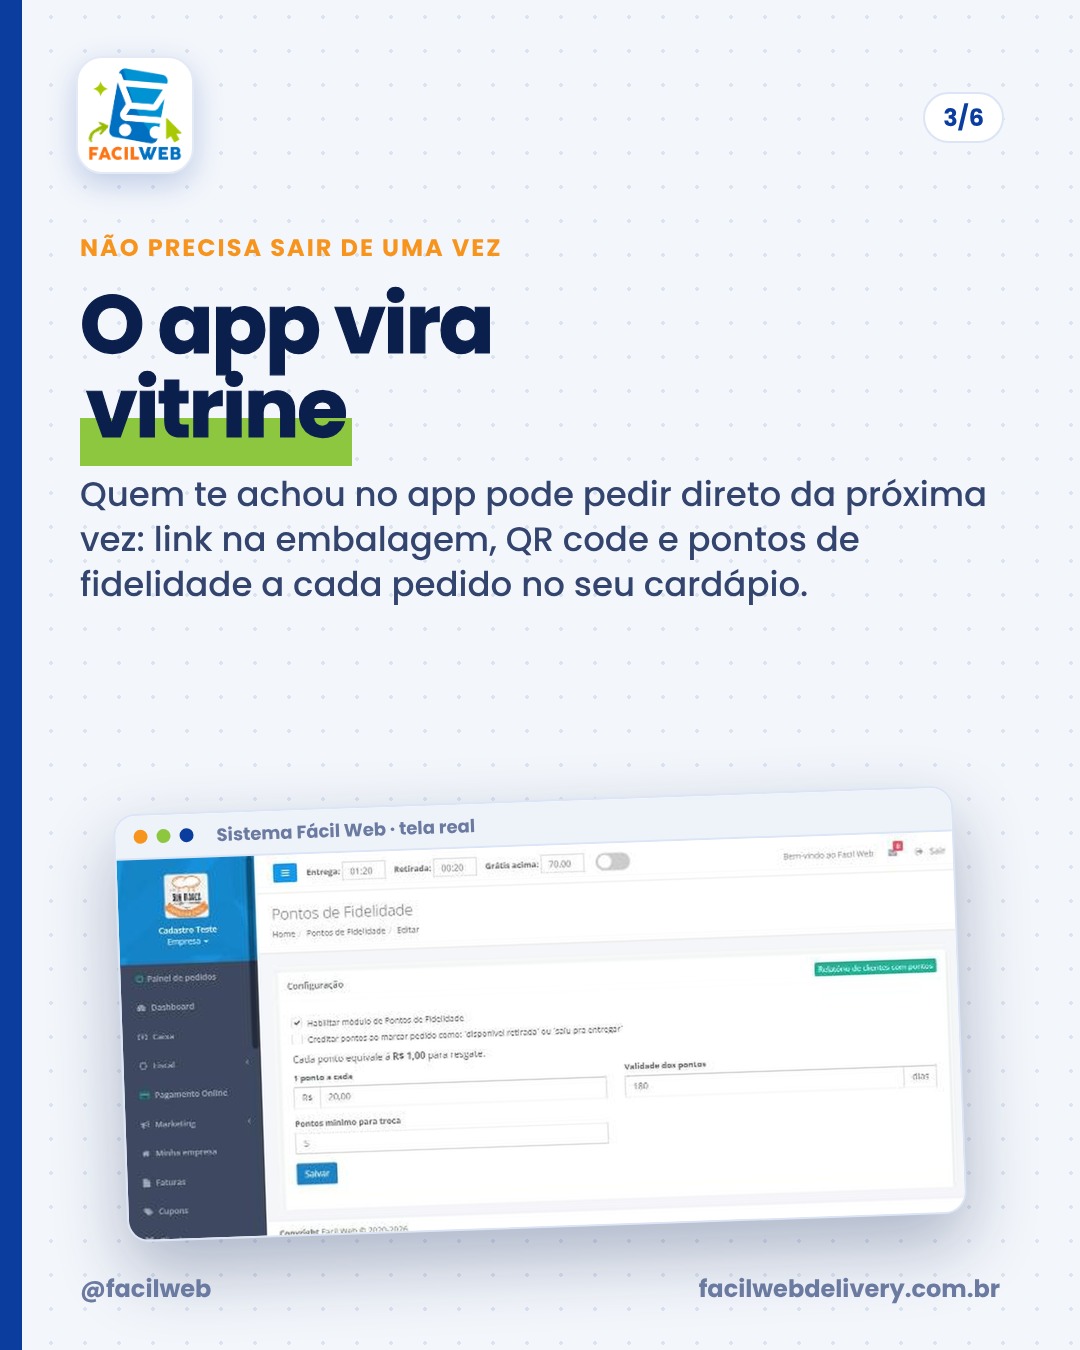 FACILWEB
3/6
NÃO PRECISA SAIR DE UMA VEZ
O app vira
vitrine
Quem te achou no app pode pedir direto da próxima
vez: link na embalagem, QR code e pontos de
fidelidade a cada pedido no seu cardápio.
Sistema Fácil Web · tela real
Entrega: 01:20 Retirada: 00:20 Grátis acima: 70.00
Bem-vindo ao Facil Web
Sair
Cadastro Teste
Empresa
Pontos de Fidelidade
Home / Pontos de Fidelidade / Editar
Painel de pedidos
Dashboard
Caixa
Fiscal
Pagamento Online
Marketing
Minha empresa
Faturas
Cupons
Configuração
Relatório de clientes com pontos
Habilitar módulo de Pontos de Fidelidade
Creditar pontos ao marcar pedido como: 'disponível retirada' ou 'saiu pra entregar'
Cada ponto equivale á R$ 1,00 para resgate.
1 ponto a cada
R$ 20,00
Validade dos pontos
180 dias
Pontos minimo para troca
5
Salvar
Copyright Facil Web © 2020-2026
@facilweb
facilwebdelivery.com.br